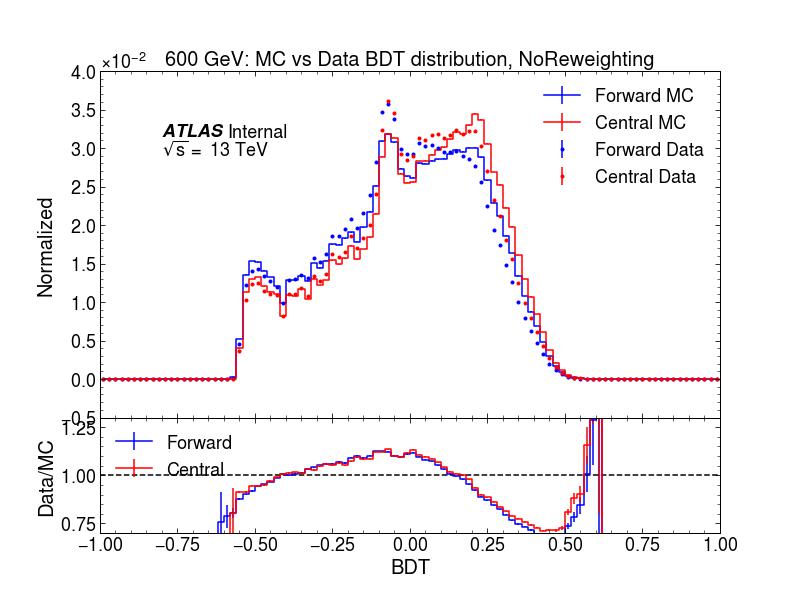 ×10⁻² 600 GeV: MC vs Data BDT distribution, NoReweighting
4.0
3.5
3.0
2.5
2.0
1.5
1.0
0.5
0.0
0.5
Normalized
ATLAS Internal
√s = 13 TeV
Forward MC
Central MC
Forward Data
Central Data
1.25
1.00
0.75
Data/MC
Forward
Central
−1.00 −0.75 −0.50 −0.25 0.00 0.25 0.50 0.75 1.00
BDT